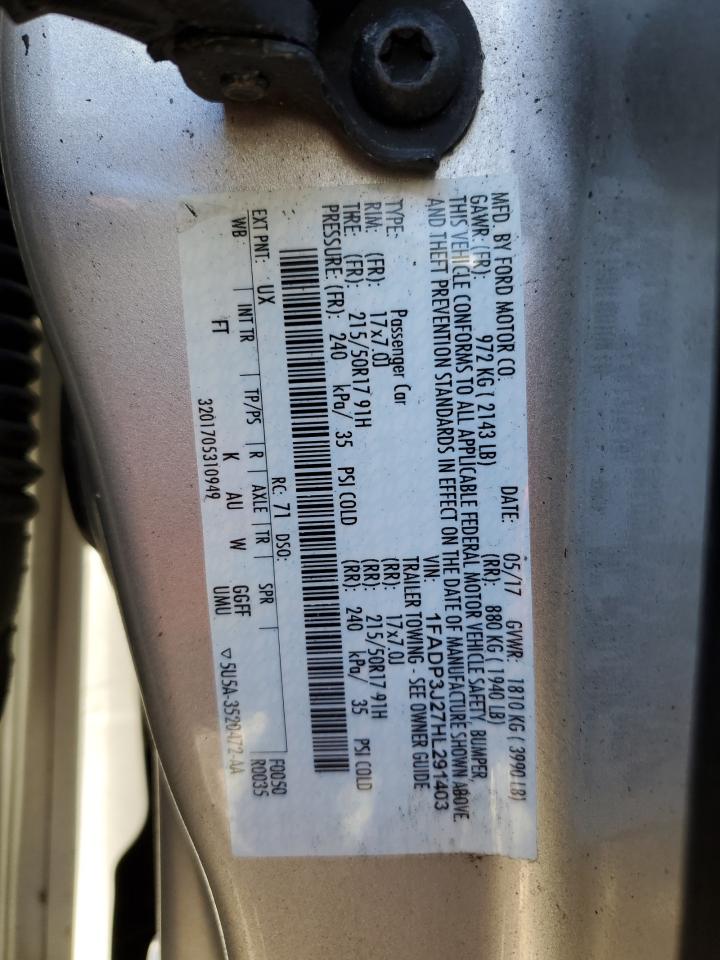 MFD. BY FORD MOTOR CO. DATE: 05/17 GVWR: 1810 KG ( 3990 LB)
GAWR: (FR): 972 KG ( 2143 LB) (RR): 880 KG ( 1940 LB)
THIS VEHICLE CONFORMS TO ALL APPLICABLE FEDERAL MOTOR VEHICLE SAFETY, BUMPER,
AND THEFT PREVENTION STANDARDS IN EFFECT ON THE DATE OF MANUFACTURE SHOWN ABOVE
VIN: 1FADP3J27HL291403
TYPE: Passenger Car TRAILER TOWING - SEE OWNER GUIDE
RIM: (FR): 17x7.0J (RR): 17x7.0J
TIRE: (FR): 215/50R17 91H (RR): 215/50R17 91H
PRESSURE: (FR): 240 kPa/ 35 PSI COLD (RR): 240 kPa/ 35 PSI COLD
F0050
EXT PNT: UX RC: 71 DSO: R0035
WB INT TR TP/PS R AXLE TR SPR
FT K AU W GGFF ▽5U5A-3520472-AA
3201705310949 UMU